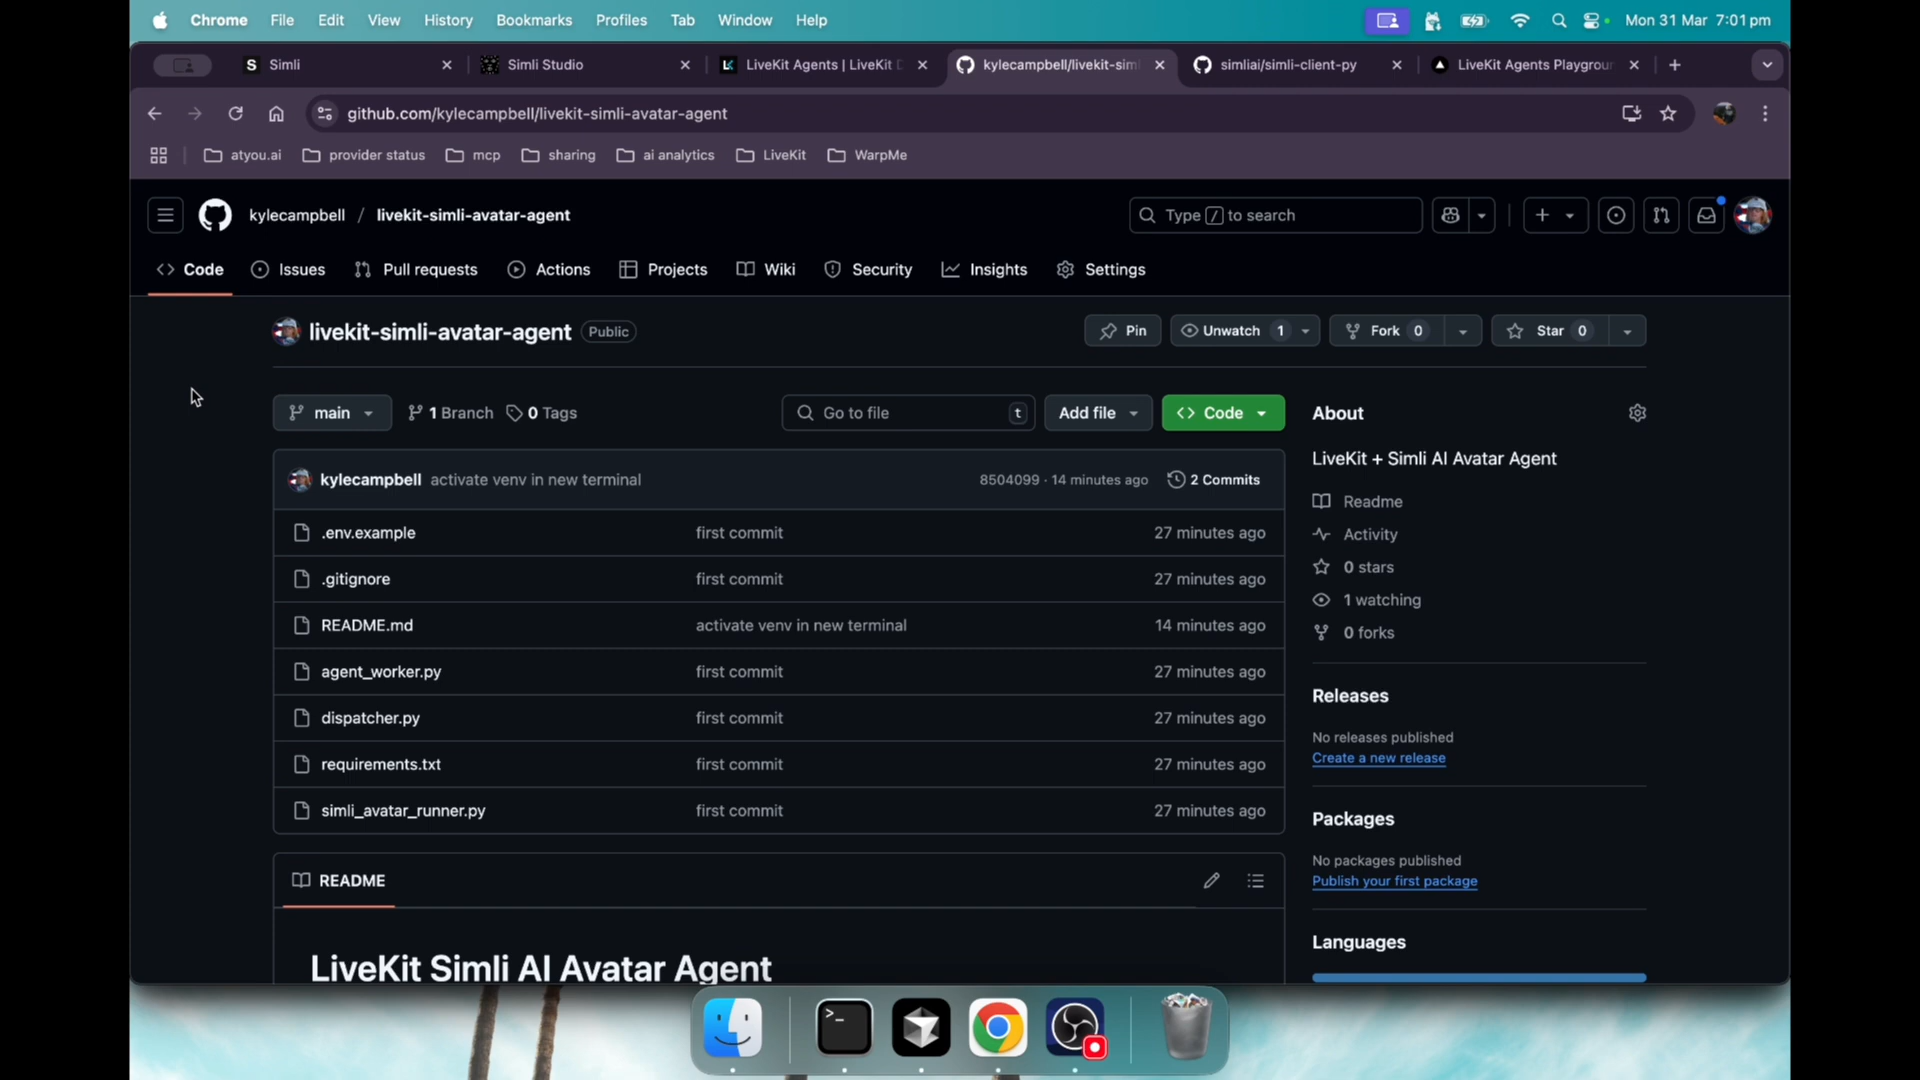 Chrome File Edit View History Bookmarks Profiles Tab Window Help Mon 31 Mar 7:01 pm
Simli Simli Studio LiveKit Agents | LiveKit D kylecampbell/livekit-siml simliai/simli-client-py LiveKit Agents Playgroun
github.com/kylecampbell/livekit-simli-avatar-agent
atyou.ai provider status mcp sharing ai analytics LiveKit WarpMe
kylecampbell / livekit-simli-avatar-agent Type / to search
Code Issues Pull requests Actions Projects Wiki Security Insights Settings
livekit-simli-avatar-agent Public Pin Unwatch 1 Fork 0 Star 0
main 1 Branch 0 Tags Go to file t Add file Code
kylecampbell activate venv in new terminal 8504099 · 14 minutes ago 2 Commits
.env.example first commit 27 minutes ago
.gitignore first commit 27 minutes ago
README.md activate venv in new terminal 14 minutes ago
agent_worker.py first commit 27 minutes ago
dispatcher.py first commit 27 minutes ago
requirements.txt first commit 27 minutes ago
simli_avatar_runner.py first commit 27 minutes ago
README
LiveKit Simli AI Avatar Agent
About
LiveKit + Simli AI Avatar Agent
Readme
Activity
0 stars
1 watching
0 forks
Releases
No releases published
Create a new release
Packages
No packages published
Publish your first package
Languages